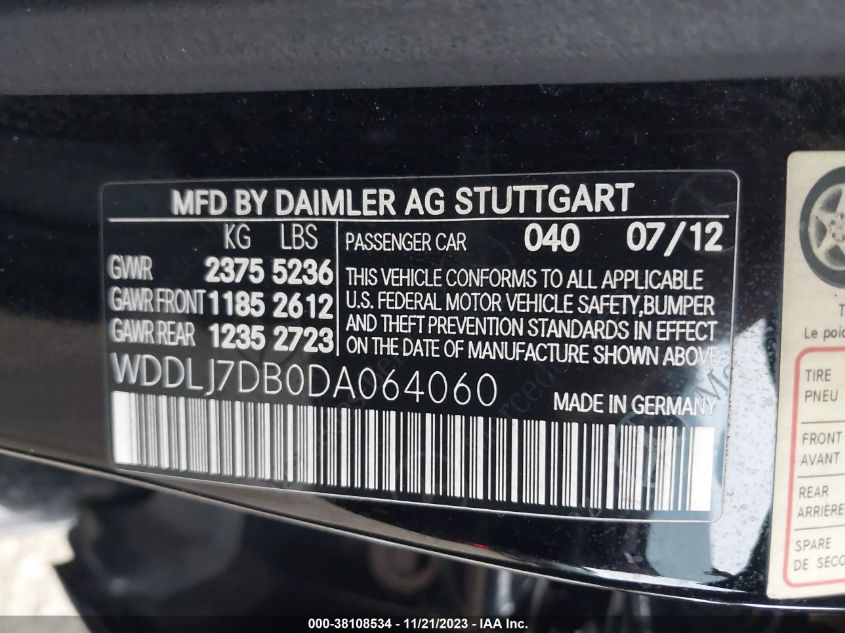 MFD BY DAIMLER AG STUTTGART
KG LBS
GVWR 2375 5236
GAWR FRONT 1185 2612
GAWR REAR 1235 2723
PASSENGER CAR 040 07/12
THIS VEHICLE CONFORMS TO ALL APPLICABLE
U.S. FEDERAL MOTOR VEHICLE SAFETY,BUMPER
AND THEFT PREVENTION STANDARDS IN EFFECT
ON THE DATE OF MANUFACTURE SHOWN ABOVE.
WDDLJ7DB0DA064060
MADE IN GERMANY
Le
TIRE
PNEU
FRONT
AVANT
REAR
ARRIÈRE
SPARE
DE
000-38108534 - 11/21/2023 - IAA Inc.